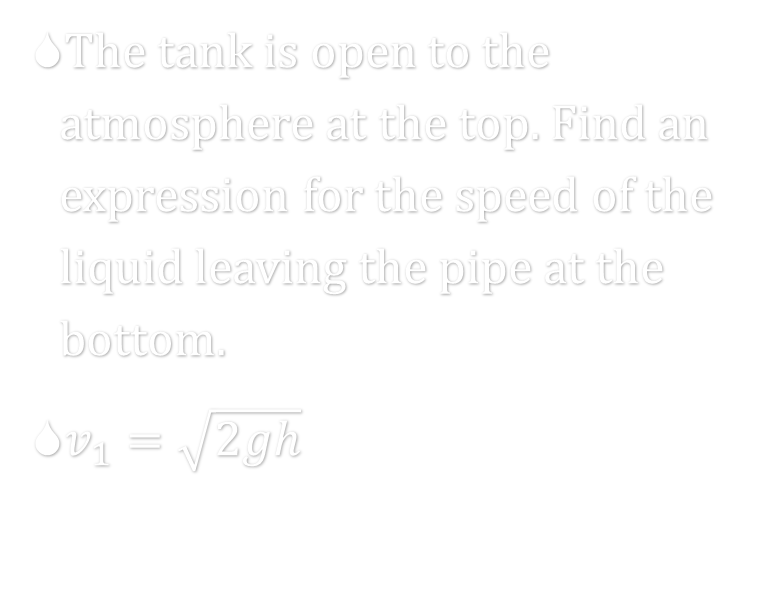 The tank is open to the
atmosphere at the top. Find an
expression for the speed of the
liquid leaving the pipe at the
bottom.
𝑣₁ = √2𝑔ℎ